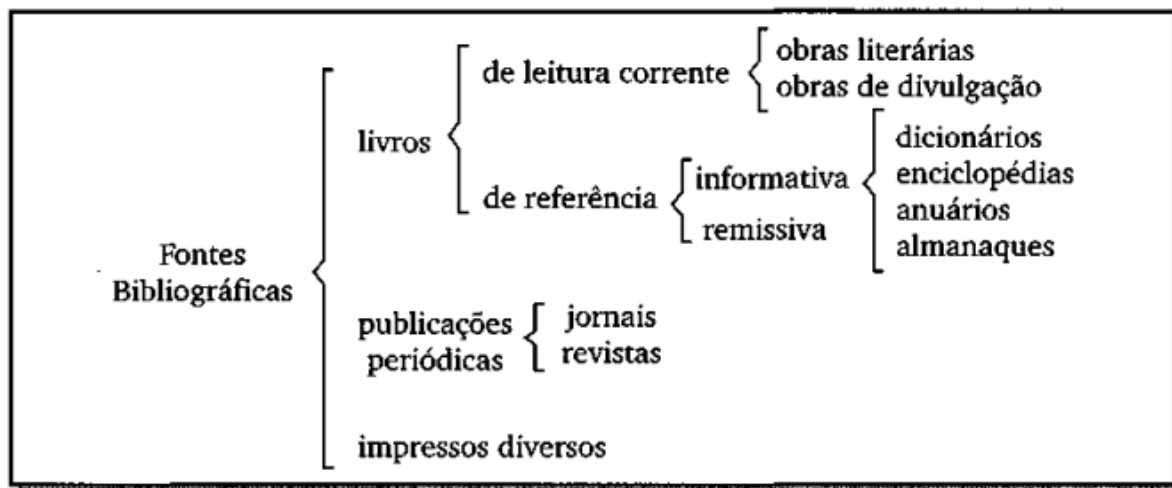 Fontes
Bibliográficas
livros
de leitura corrente
obras literárias
obras de divulgação
de referência
informativa
dicionários
enciclopédias
anuários
almanaques
remissiva
publicações
periódicas
jornais
revistas
impressos diversos